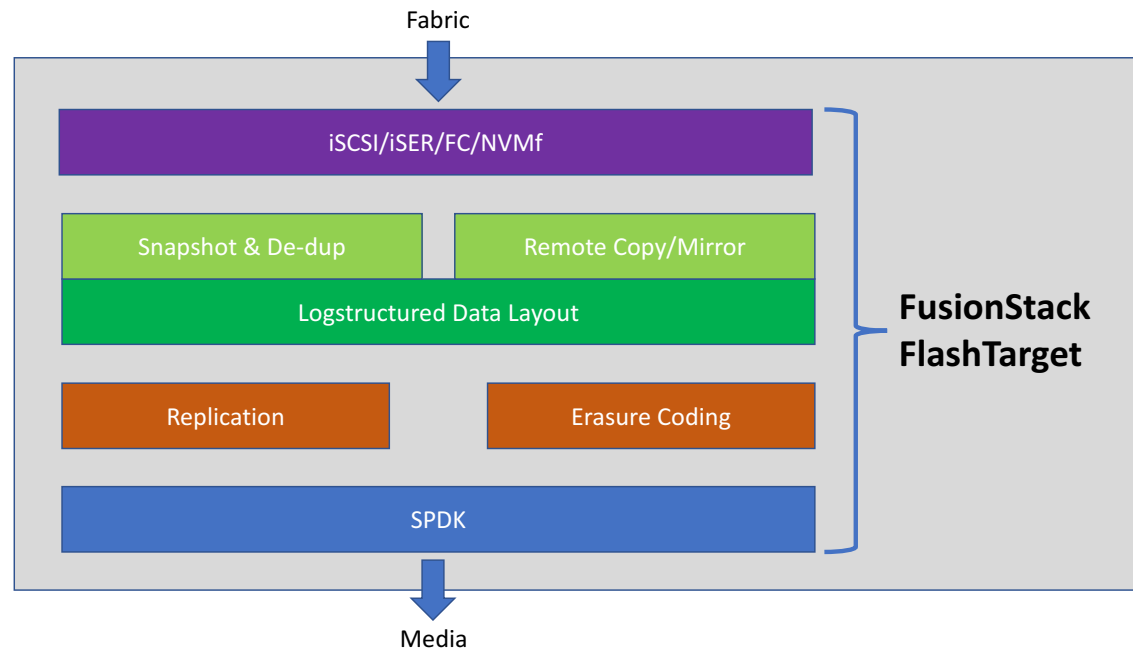 Fabric
iSCSI/iSER/FC/NVMf
Snapshot & De-dup
Remote Copy/Mirror
Logstructured Data Layout
FusionStack
FlashTarget
Replication
Erasure Coding
SPDK
Media